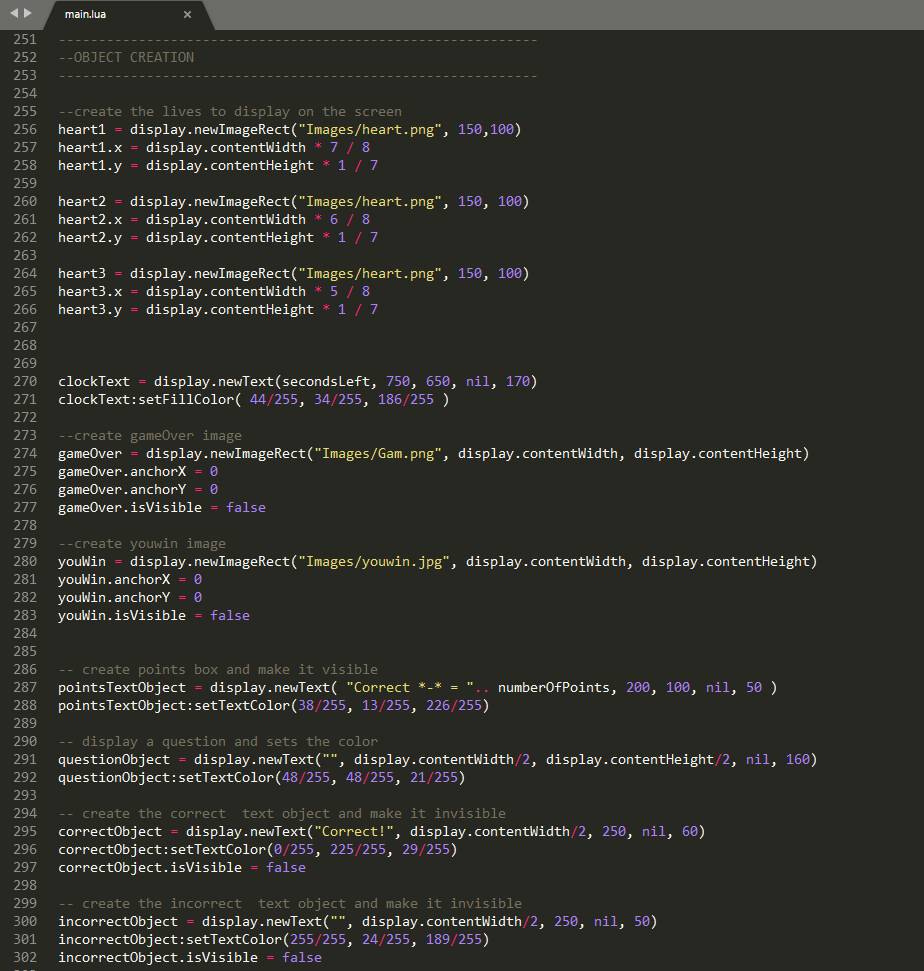 main.lua ×
251 ------------------------------------------------------------
252 --OBJECT CREATION
253 ------------------------------------------------------------
254
255 --create the lives to display on the screen
256 heart1 = display.newImageRect("Images/heart.png", 150,100)
257 heart1.x = display.contentWidth * 7 / 8
258 heart1.y = display.contentHeight * 1 / 7
259
260 heart2 = display.newImageRect("Images/heart.png", 150, 100)
261 heart2.x = display.contentWidth * 6 / 8
262 heart2.y = display.contentHeight * 1 / 7
263
264 heart3 = display.newImageRect("Images/heart.png", 150, 100)
265 heart3.x = display.contentWidth * 5 / 8
266 heart3.y = display.contentHeight * 1 / 7
267
268
269
270 clockText = display.newText(secondsLeft, 750, 650, nil, 170)
271 clockText:setFillColor( 44/255, 34/255, 186/255 )
272
273 --create gameOver image
274 gameOver = display.newImageRect("Images/Gam.png", display.contentWidth, display.contentHeight)
275 gameOver.anchorX = 0
276 gameOver.anchorY = 0
277 gameOver.isVisible = false
278
279 --create youwin image
280 youWin = display.newImageRect("Images/youwin.jpg", display.contentWidth, display.contentHeight)
281 youWin.anchorX = 0
282 youWin.anchorY = 0
283 youWin.isVisible = false
284
285
286 -- create points box and make it visible
287 pointsTextObject = display.newText( "Correct *-* = ".. numberOfPoints, 200, 100, nil, 50 )
288 pointsTextObject:setTextColor(38/255, 13/255, 226/255)
289
290 -- display a question and sets the color
291 questionObject = display.newText("", display.contentWidth/2, display.contentHeight/2, nil, 160)
292 questionObject:setTextColor(48/255, 48/255, 21/255)
293
294 -- create the correct  text object and make it invisible
295 correctObject = display.newText("Correct!", display.contentWidth/2, 250, nil, 60)
296 correctObject:setTextColor(0/255, 225/255, 29/255)
297 correctObject.isVisible = false
298
299 -- create the incorrect  text object and make it invisible
300 incorrectObject = display.newText("", display.contentWidth/2, 250, nil, 50)
301 incorrectObject:setTextColor(255/255, 24/255, 189/255)
302 incorrectObject.isVisible = false